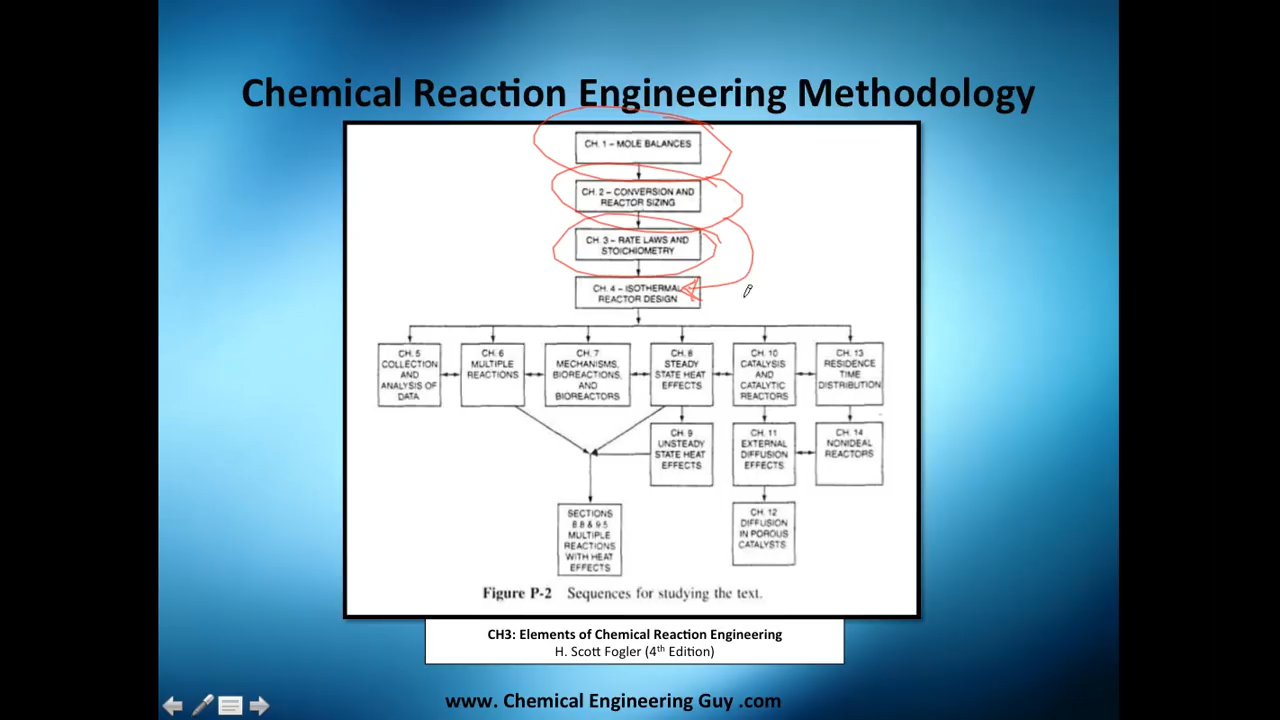 Chemical Reaction Engineering Methodology
CH. 1 – MOLE BALANCES
CH. 2 – CONVERSION AND
REACTOR SIZING
CH. 3 – RATE LAWS AND
STOICHIOMETRY
CH. 4 – ISOTHERMAL
REACTOR DESIGN
CH. 5
COLLECTION
AND
ANALYSIS OF
DATA
CH. 6
MULTIPLE
REACTIONS
CH. 7
MECHANISMS,
BIOREACTIONS,
AND
BIOREACTORS
CH. 8
STEADY
STATE HEAT
EFFECTS
CH. 10
CATALYSIS
AND
CATALYTIC
REACTORS
CH. 13
RESIDENCE
TIME
DISTRIBUTION
CH. 9
UNSTEADY
STATE HEAT
EFFECTS
CH. 11
EXTERNAL
DIFFUSION
EFFECTS
CH. 14
NONIDEAL
REACTORS
SECTIONS
8.8 & 9.5
MULTIPLE
REACTIONS
WITH HEAT
EFFECTS
CH. 12
DIFFUSION
IN POROUS
CATALYSTS
Figure P-2 Sequences for studying the text.
CH3: Elements of Chemical Reaction Engineering
H. Scott Fogler (4th Edition)
www. Chemical Engineering Guy .com